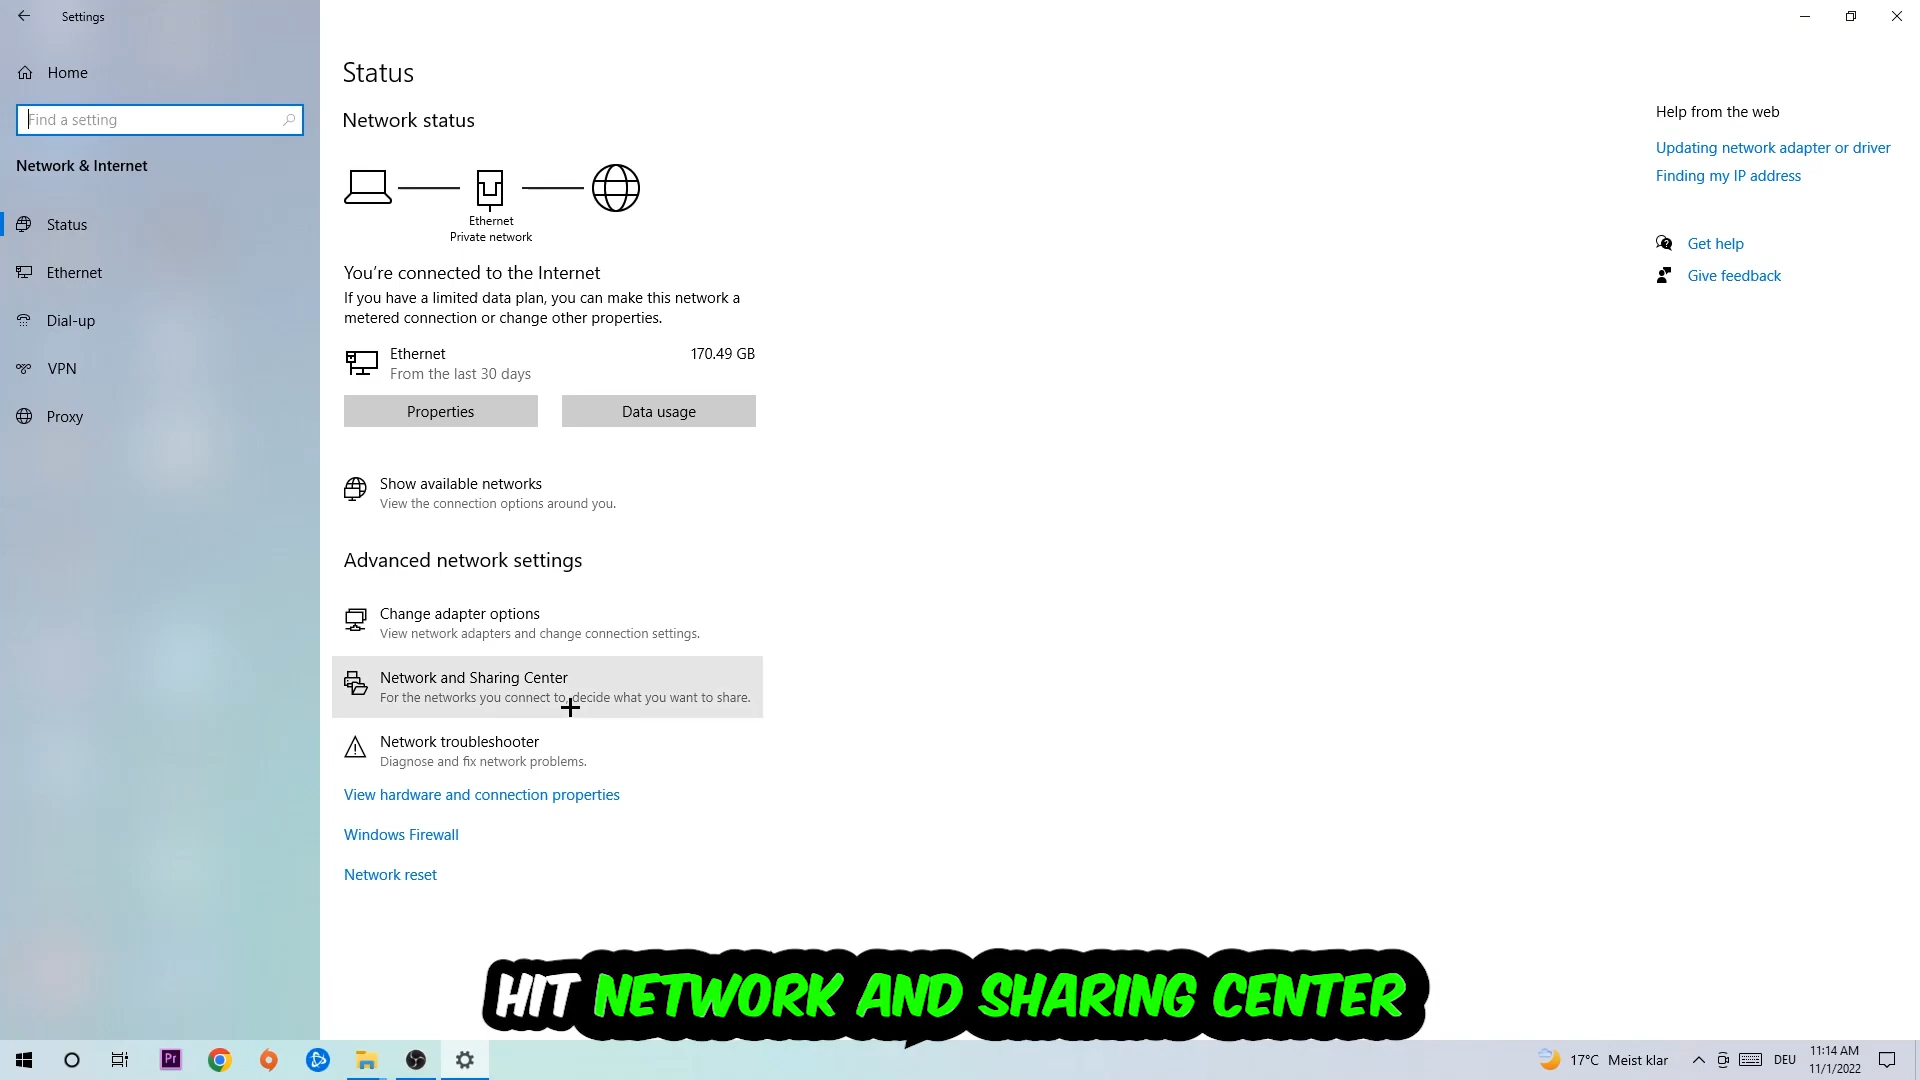 Settings
Home
Find a setting
Network & Internet
Status
Ethernet
Dial-up
VPN
Proxy
Status
Network status
Ethernet
Private network
You're connected to the Internet
If you have a limited data plan, you can make this network a
metered connection or change other properties.
Ethernet 170.49 GB
From the last 30 days
Properties Data usage
Show available networks
View the connection options around you.
Advanced network settings
Change adapter options
View network adapters and change connection settings.
Network and Sharing Center
For the networks you connect to, decide what you want to share.
Network troubleshooter
Diagnose and fix network problems.
View hardware and connection properties
Windows Firewall
Network reset
Help from the web
Updating network adapter or driver
Finding my IP address
Get help
Give feedback
HIT NETWORK AND SHARING CENTER
Pr
17°C Meist klar
DEU
11:14 AM
11/1/2022